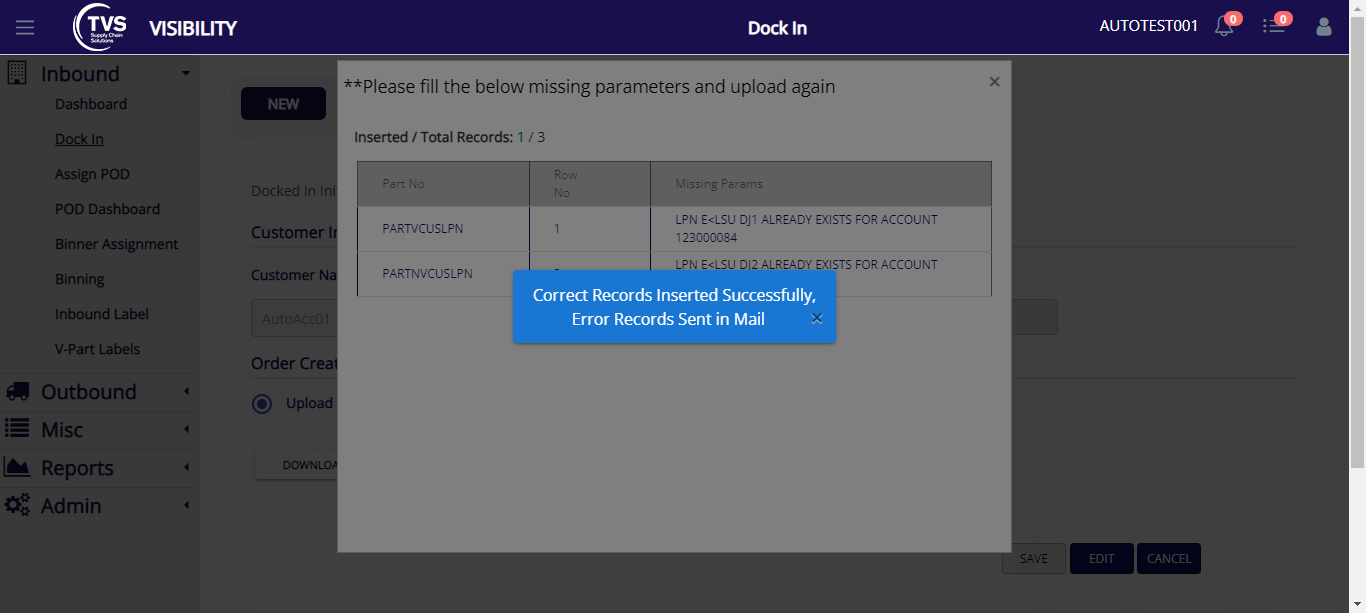 TVS
Supply Chain
Solutions
VISIBILITY
Dock In
AUTOTEST001
0
0
Inbound
Dashboard
Dock In
Assign POD
POD Dashboard
Binner Assignment
Binning
Inbound Label
V-Part Labels
Outbound
Misc
Reports
Admin
NEW
Docked In Ini
Customer In
Customer Na
AutoAcc01
Order Creat
Upload
DOWNLOA
**Please fill the below missing parameters and upload again
×
Inserted / Total Records: 1 / 3
Part No
Row
No
Missing Params
PARTVCUSLPN
1
LPN E<LSU DJ1 ALREADY EXISTS FOR ACCOUNT
123000084
PARTNVCUSLPN
LPN E<LSU DJ2 ALREADY EXISTS FOR ACCOUNT
Correct Records Inserted Successfully,
Error Records Sent in Mail
×
SAVE
EDIT
CANCEL